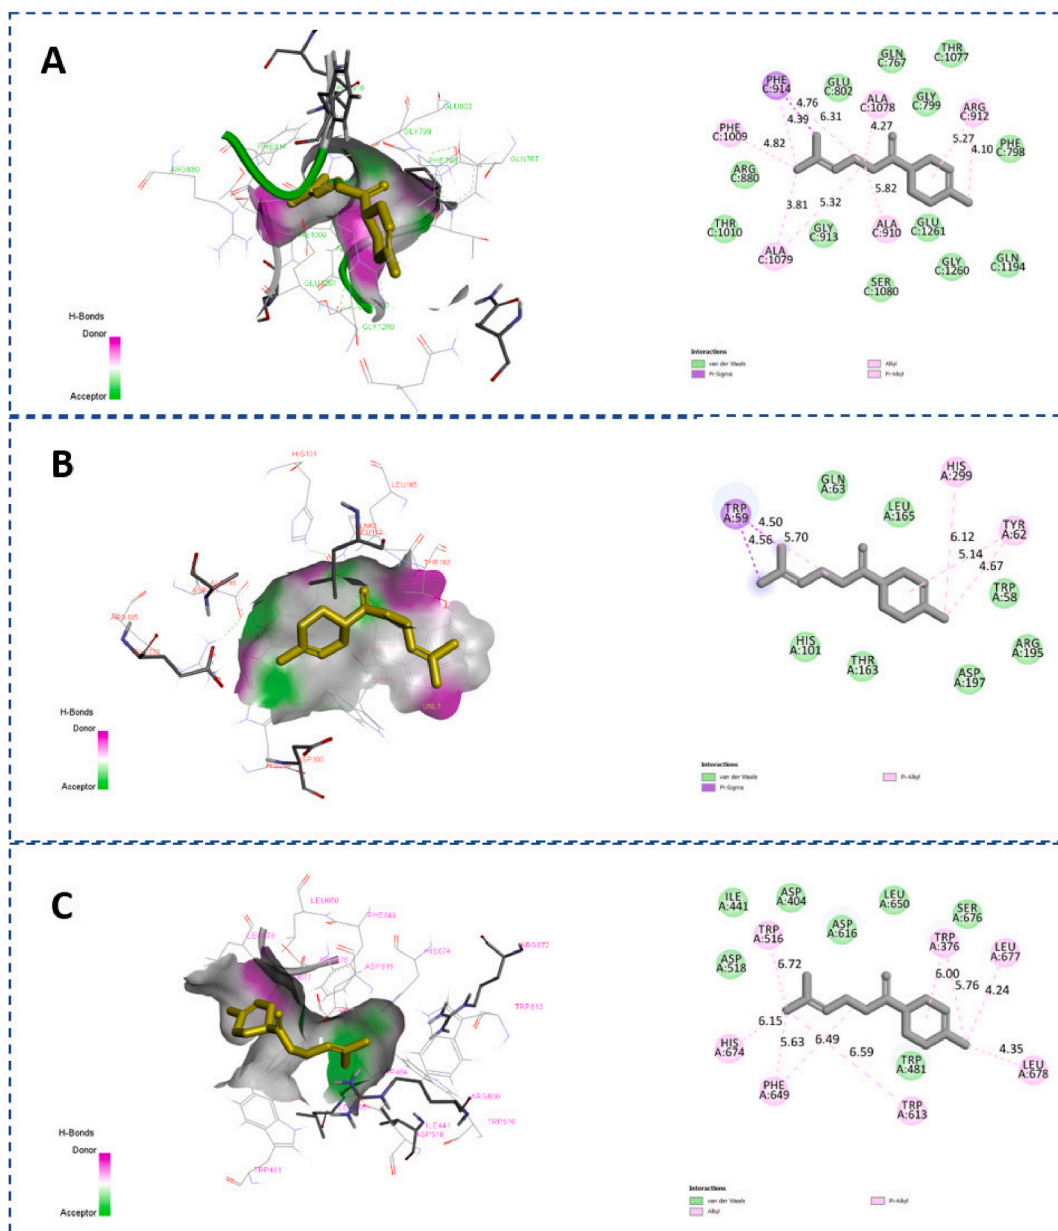 A
GLU802
GLY799
GLN767
ARG880
GLY1260
H-Bonds
Donor
Acceptor
GLN
C:767
THR
C:1077
PHE
C:914
GLU
C:802
ALA
C:1078
GLY
C:799
ARG
C:912
4.76
4.39
6.31
4.27
5.27
4.10
PHE
C:1009
PHE
C:798
4.82
ARG
C:880
5.82
3.81
5.32
THR
C:1010
GLY
C:913
ALA
C:910
GLU
C:1261
ALA
C:1079
GLY
C:1260
GLN
C:1194
SER
C:1080
Interactions
van der Waals
Pi-Sigma
Alkyl
Pi-Alkyl
B
HIS101
LEU165
THR163
UNL1
H-Bonds
Donor
Acceptor
GLN
A:63
HIS
A:299
TRP
A:59
LEU
A:165
4.50
4.56
5.70
TYR
A:62
6.12
5.14
4.67
TRP
A:58
HIS
A:101
THR
A:163
ARG
A:195
ASP
A:197
Interactions
van der Waals
Pi-Sigma
Pi-Alkyl
C
LEU650
PHE649
HIS674
ARG672
ASP616
TRP613
ARG600
ILE441
TRP516
ASP518
TRP481
H-Bonds
Donor
Acceptor
ILE
A:441
ASP
A:404
LEU
A:650
SER
A:676
TRP
A:516
ASP
A:616
TRP
A:376
LEU
A:677
ASP
A:518
6.72
6.00
5.76
4.24
6.15
5.63
6.49
6.59
4.35
HIS
A:674
TRP
A:481
LEU
A:678
PHE
A:649
TRP
A:613
Interactions
van der Waals
Alkyl
Pi-Alkyl